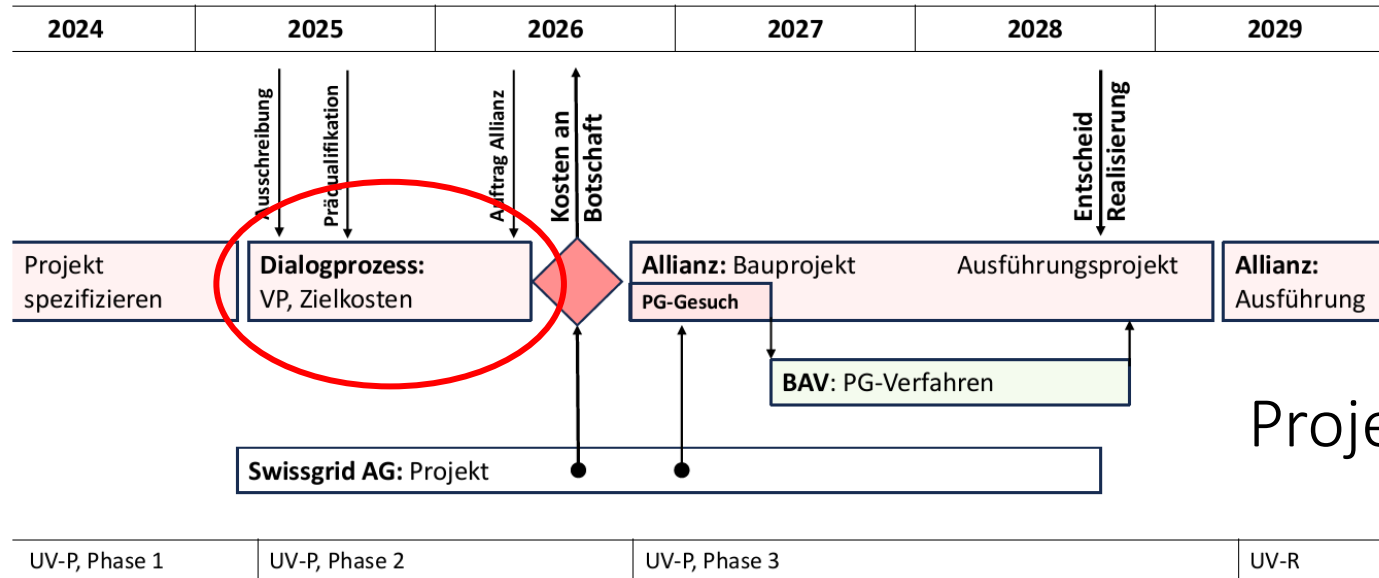 2024 2025 2026 2027 2028 2029
Ausschreibung
Präqualifikation
Auftrag Allianz
Kosten an
Botschaft
Entscheid
Realisierung
Projekt
spezifizieren
Dialogprozess:
VP, Zielkosten
Allianz: Bauprojekt Ausführungsprojekt
PG-Gesuch
Allianz:
Ausführung
BAV: PG-Verfahren
Proje
Swissgrid AG: Projekt
UV-P, Phase 1 UV-P, Phase 2 UV-P, Phase 3 UV-R